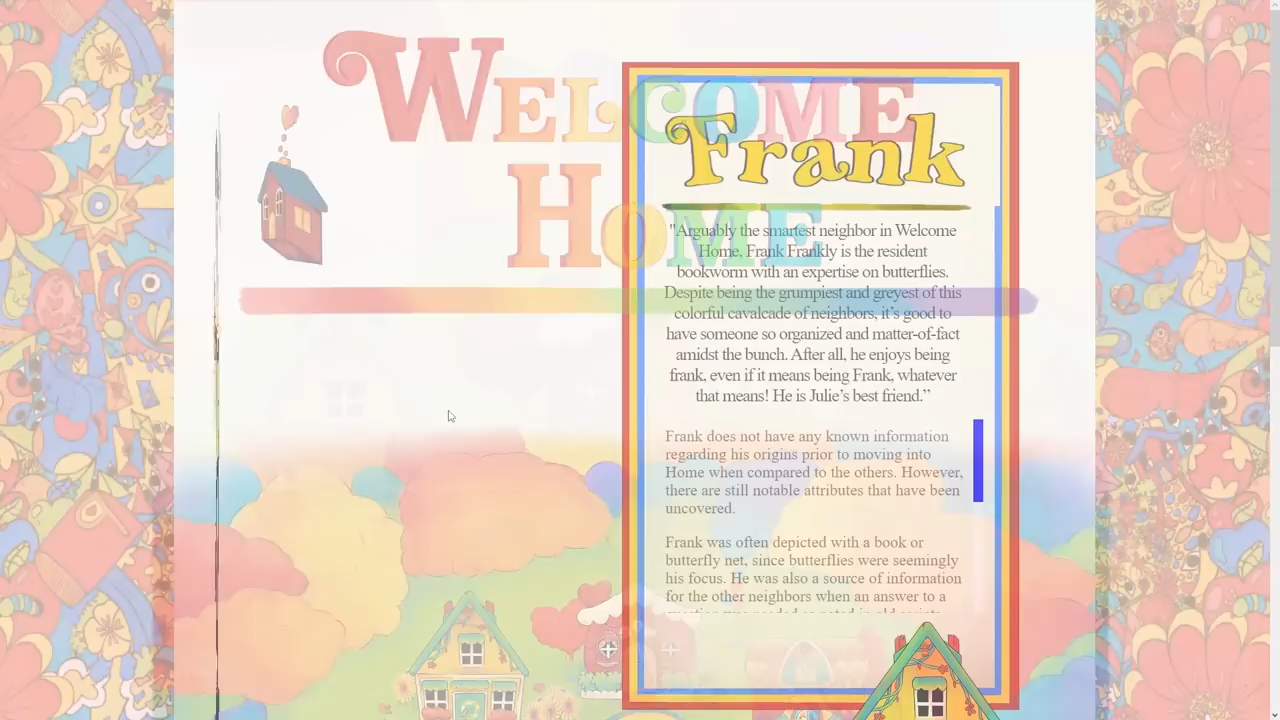 WELCOME
HOME
Frank
"Arguably the smartest neighbor in Welcome
Home, Frank Frankly is the resident
bookworm with an expertise on butterflies.
Despite being the grumpiest and greyest of this
colorful cavalcade of neighbors, it's good to
have someone so organized and matter-of-fact
amidst the bunch. After all, he enjoys being
frank, even if it means being Frank, whatever
that means! He is Julie's best friend.”
Frank does not have any known information
regarding his origins prior to moving into
Home when compared to the others. However,
there are still notable attributes that have been
uncovered.
Frank was often depicted with a book or
butterfly net, since butterflies were seemingly
his focus. He was also a source of information
for the other neighbors when an answer to a